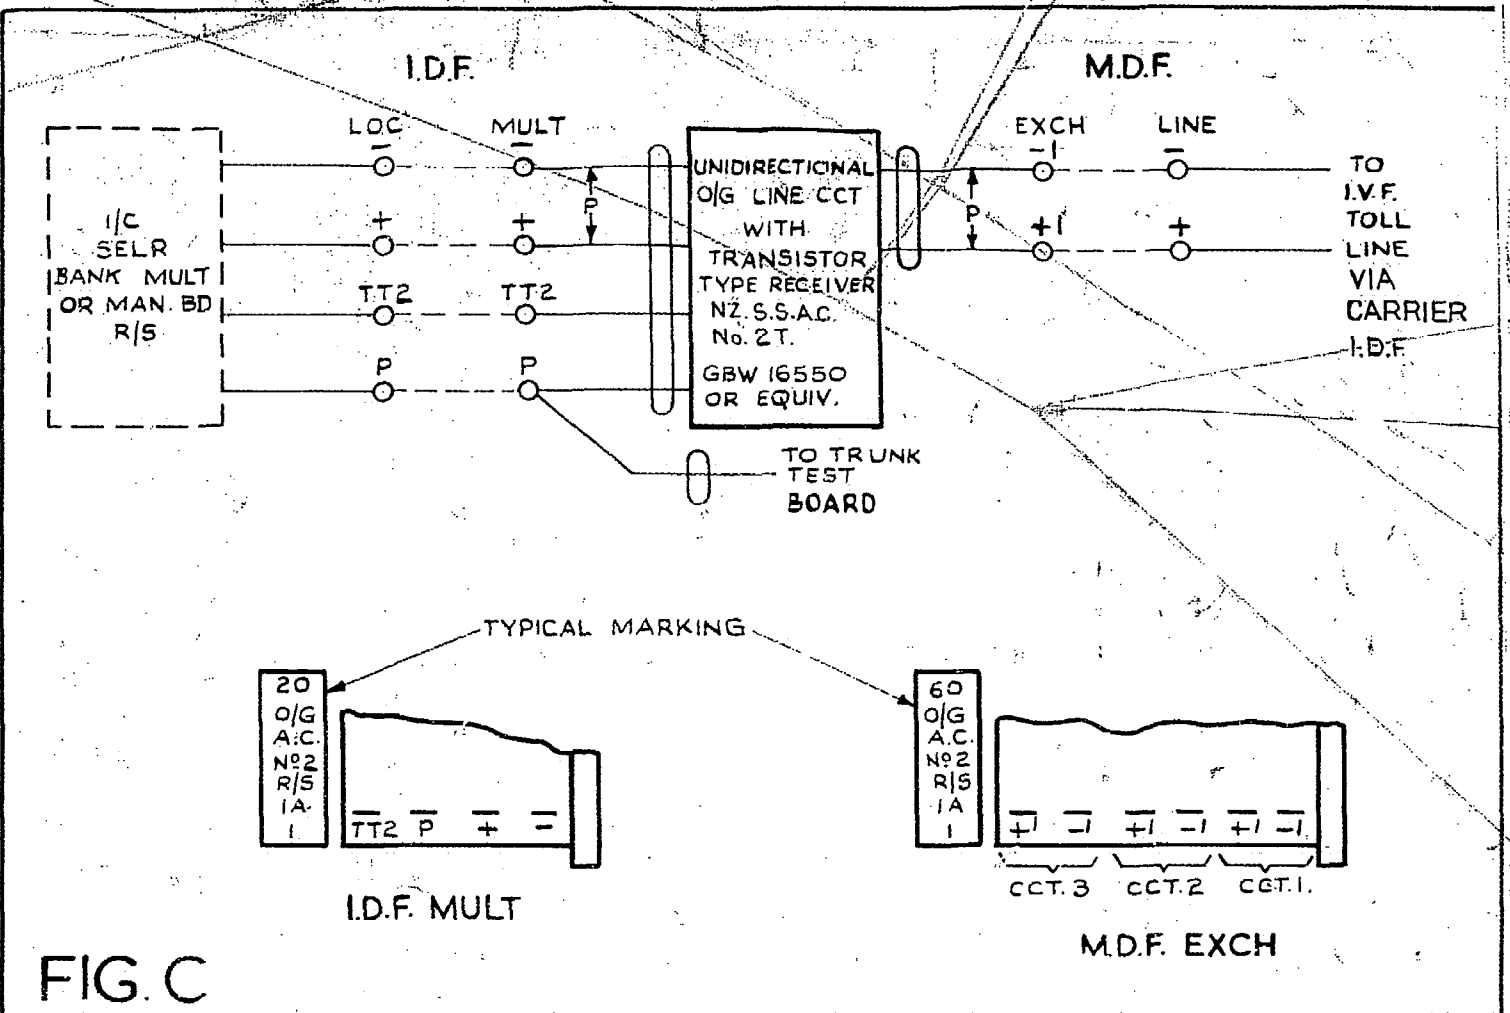 I.D.F.
M.D.F.
LOC
MULT
EXCH
LINE
−
−
−1
−
I/C
SELR
BANK MULT
OR MAN. BD
R/S
+
+
+1
+
TT2
TT2
P
P
P
P
UNIDIRECTIONAL
O/G LINE CCT
WITH
TRANSISTOR
TYPE RECEIVER
NZ. S.S.A.C.
No. 2T.
GBW 16550
OR EQUIV.
TO
I.V.F.
TOLL
LINE
VIA
CARRIER
I.D.F.
TO TRUNK
TEST
BOARD
TYPICAL MARKING
20
O/G
A.C.
Nº2
R/S
1A
1
TT2 P + −
I.D.F. MULT
60
O/G
A.C.
Nº2
R/S
1A
1
+1 −1 +1 −1 +1 −1
CCT. 3 CCT. 2 CCT. 1.
M.D.F. EXCH
FIG. C